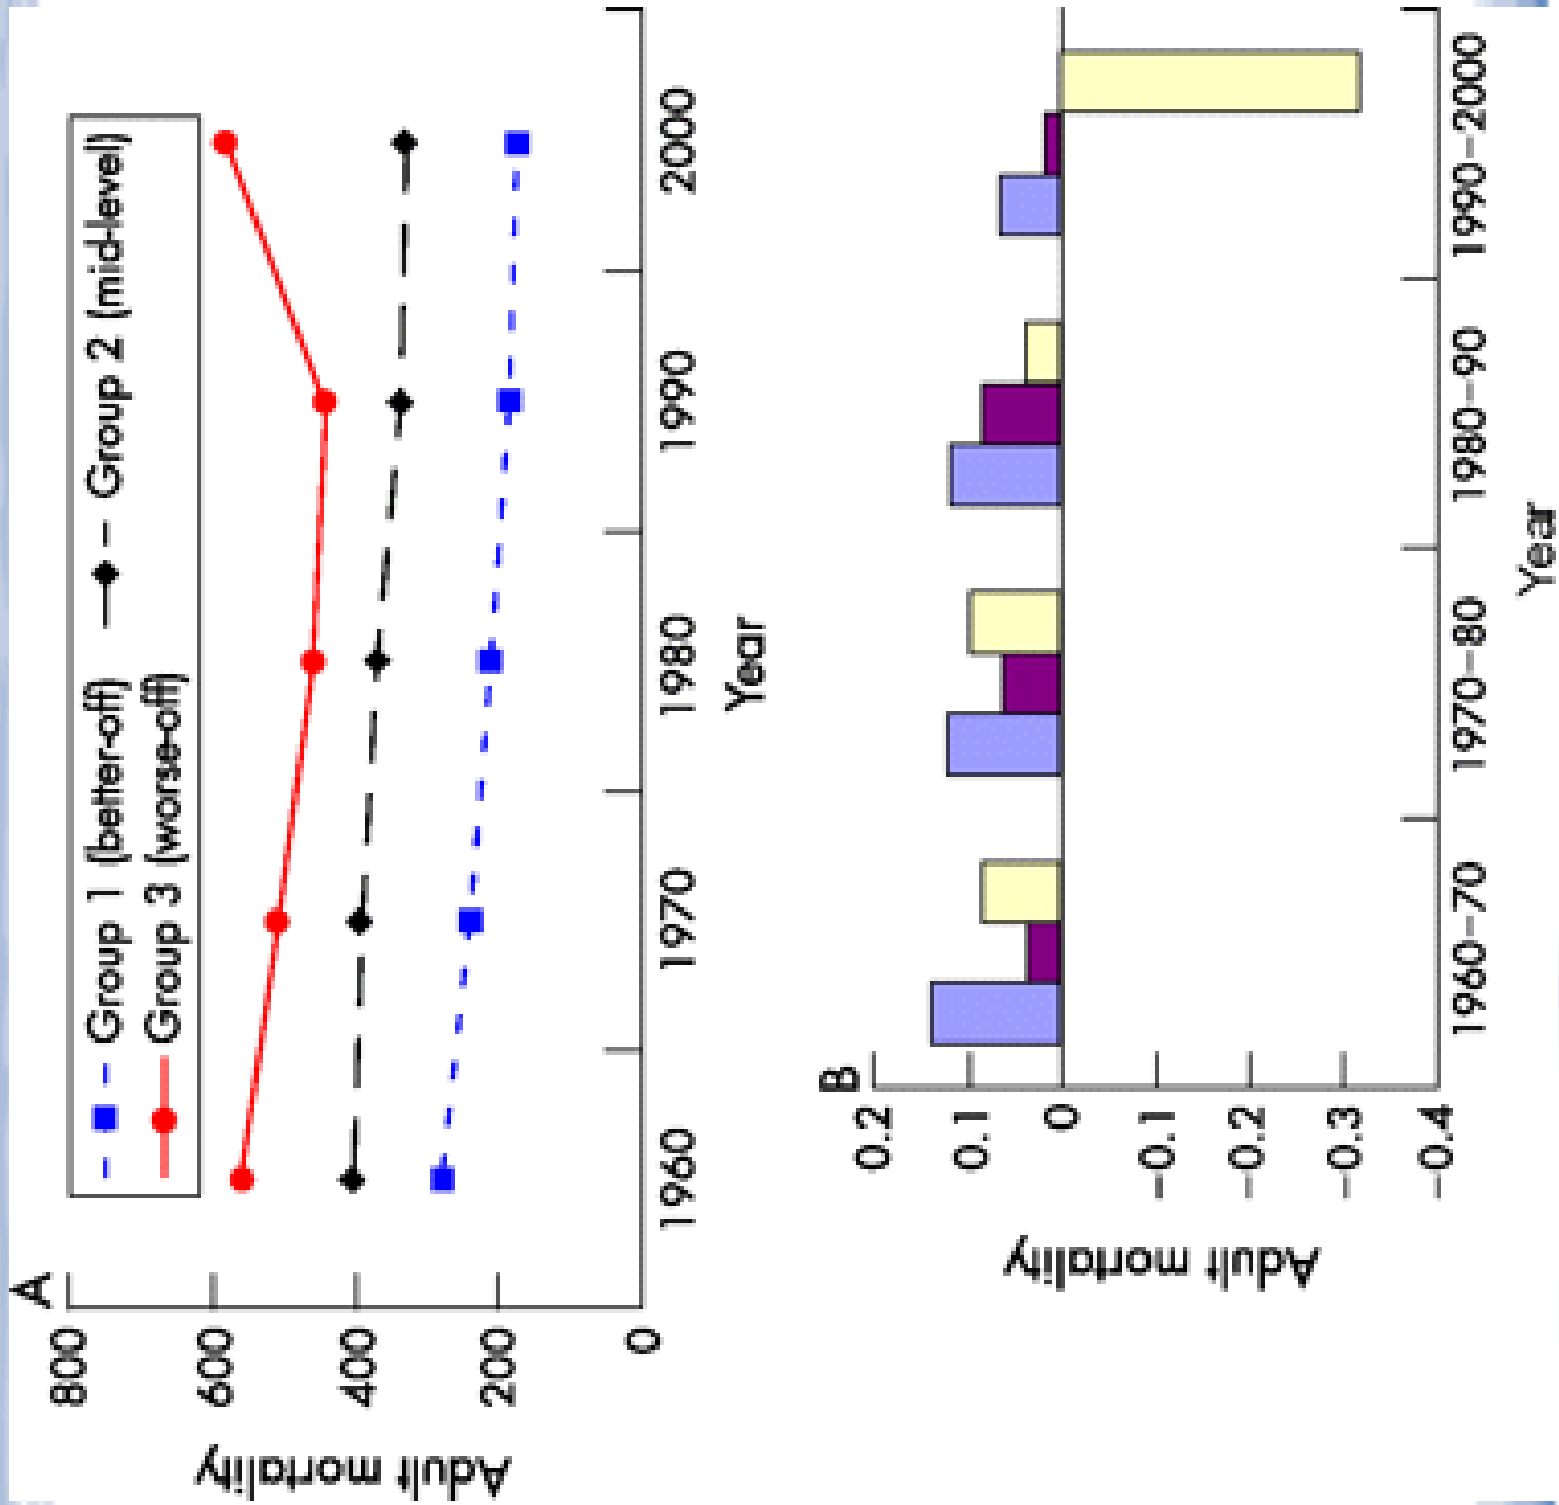 A
800
600
400
200
0
Adult mortality
Group 1 (better-off)
Group 2 (mid-level)
Group 3 (worse-off)
1960
1970
1980
1990
2000
Year
B
0.2
0.1
0
−0.1
−0.2
−0.3
−0.4
Adult mortality
1960–70
1970–80
1980–90
1990–2000
Year